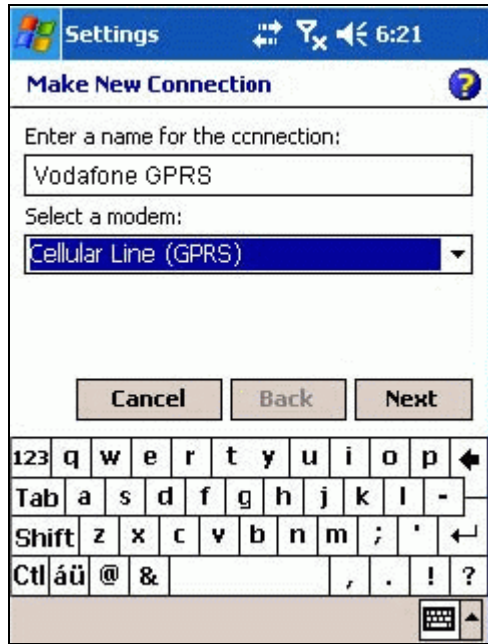 Settings 6:21
Make New Connection ?
Enter a name for the connection:
Vodafone GPRS
Select a modem:
Cellular Line (GPRS)
Cancel Back Next
123 q w e r t y u i o p
Tab a s d f g h j k l -
Shift z x c v b n m ; '
Ctl áü @ & , . ! ?